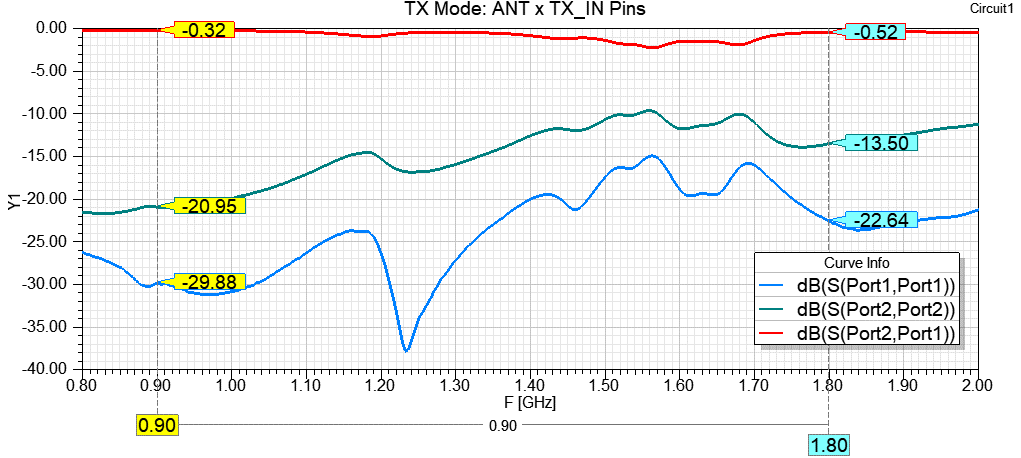 TX Mode: ANT x TX_IN Pins
Circuit1
0.00
-5.00
-10.00
-15.00
-20.00
-25.00
-30.00
-35.00
-40.00
Y1
-0.32
-0.52
-20.95
-13.50
-29.88
-22.64
Curve Info
dB(S(Port1,Port1))
dB(S(Port2,Port2))
dB(S(Port2,Port1))
0.80 0.90 1.00 1.10 1.20 1.30 1.40 1.50 1.60 1.70 1.80 1.90 2.00
F [GHz]
0.90 0.90
1.80